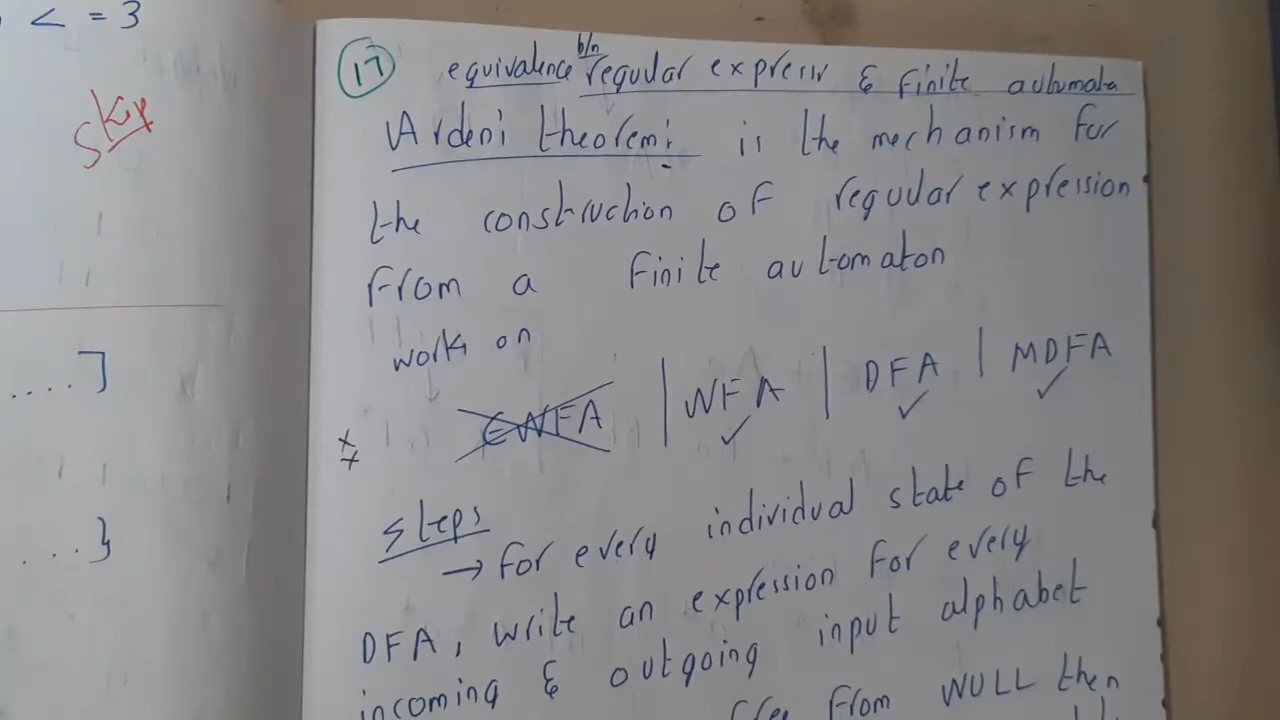 < = 3
Skip
....]
...}
17
equivalence b/n regular expressn & finite automata
Ardeni theorem: is the mechanism for
the construction of regular expression
from a finite automaton
works on
ENFA | NFA | DFA | MDFA
steps
→ for every individual state of the
DFA, write an expression for every
incoming & outgoing input alphabet
from NULL then